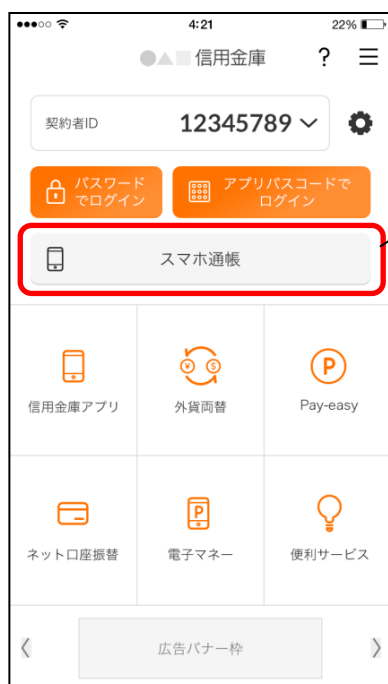 4:21
22%
●▲■信用金庫 ?
契約者ID 12345789
パスワード
でログイン
アプリパスコードで
ログイン
スマホ通帳
信用金庫アプリ
外貨両替
Pay-easy
ネット口座振替
電子マネー
便利サービス
広告バナー枠